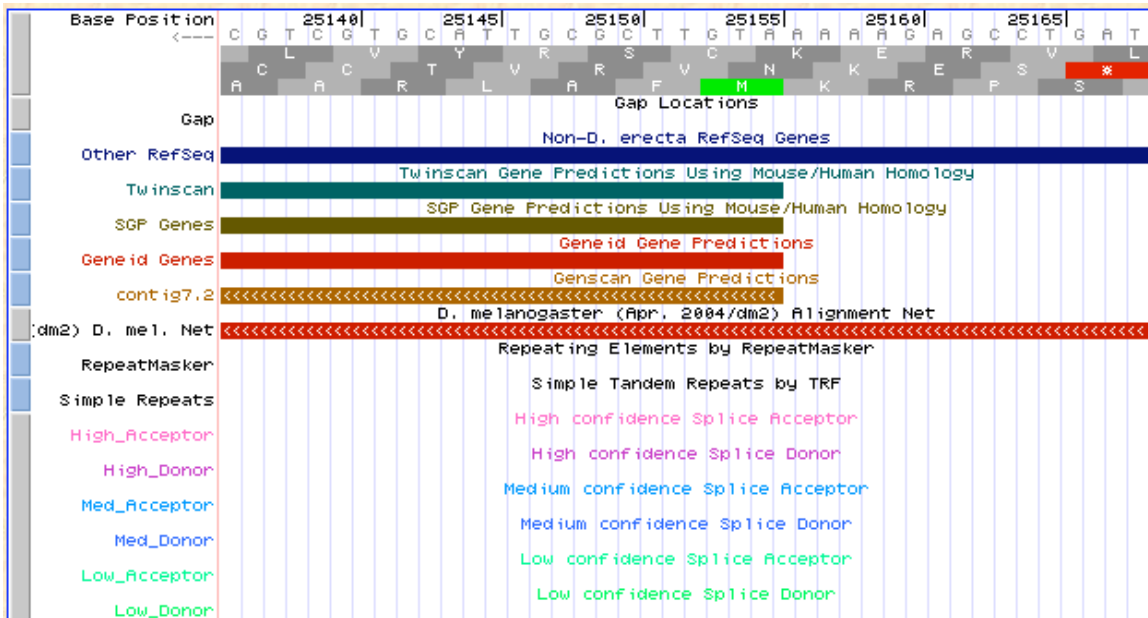 Base Position 25140| 25145| 25150| 25155| 25160| 25165|
<--- C G T C G T G C A T T G C G C T T G T A A A A G A G C C T G A T
L V Y R S C K E R V L
C C T V R V N K E S *
A A R L A F M K R P S
Gap Locations
Gap
Non-D. erecta RefSeq Genes
Other RefSeq
Twinscan Gene Predictions Using Mouse/Human Homology
Twinscan
SGP Gene Predictions Using Mouse/Human Homology
SGP Genes
Geneid Gene Predictions
Geneid Genes
Genscan Gene Predictions
contig7.2
D. melanogaster (Apr. 2004/dm2) Alignment Net
(dm2) D. mel. Net
Repeating Elements by RepeatMasker
RepeatMasker
Simple Tandem Repeats by TRF
Simple Repeats
High confidence Splice Acceptor
High_Acceptor
High confidence Splice Donor
High_Donor
Medium confidence Splice Acceptor
Med_Acceptor
Medium confidence Splice Donor
Med_Donor
Low confidence Splice Acceptor
Low_Acceptor
Low confidence Splice Donor
Low_Donor